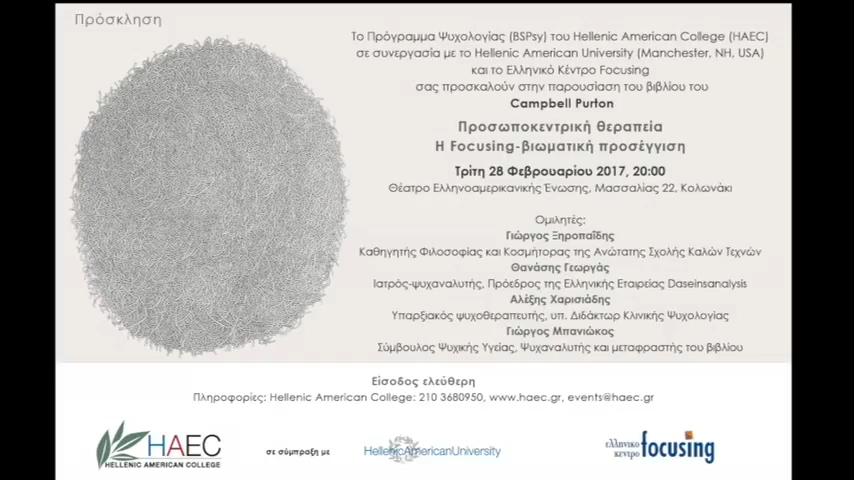 Πρόσκληση
Το Πρόγραμμα Ψυχολογίας (BSPsy) του Hellenic American College (HAEC)
σε συνεργασία με το Hellenic American University (Manchester, NH, USA)
και το Ελληνικό Κέντρο Focusing
σας προσκαλούν στην παρουσίαση του βιβλίου του
Campbell Purton
Προσωποκεντρική θεραπεία
Η Focusing-βιωματική προσέγγιση
Τρίτη 28 Φεβρουαρίου 2017, 20:00
Θέατρο Ελληνοαμερικανικής Ένωσης, Μασσαλίας 22, Κολωνάκι
Ομιλητές:
Γιώργος Ξηροπαΐδης
Καθηγητής Φιλοσοφίας και Κοσμήτορας της Ανώτατης Σχολής Καλών Τεχνών
Θανάσης Γεωργάς
Ιατρός-ψυχαναλυτής, Πρόεδρος της Ελληνικής Εταιρείας Daseinsanalysis
Αλέξης Χαρισιάδης
Υπαρξιακός ψυχοθεραπευτής, υπ. Διδάκτωρ Κλινικής Ψυχολογίας
Γιώργος Μπανιώκος
Σύμβουλος Ψυχικής Υγείας, Ψυχαναλυτής και μεταφραστής του βιβλίου
Είσοδος ελεύθερη
Πληροφορίες: Hellenic American College: 210 3680950, www.haec.gr, events@haec.gr
HAEC
HELLENIC AMERICAN COLLEGE
σε σύμπραξη με
HellenicAmericanUniversity
ελληνικο
κεντρο
focusing